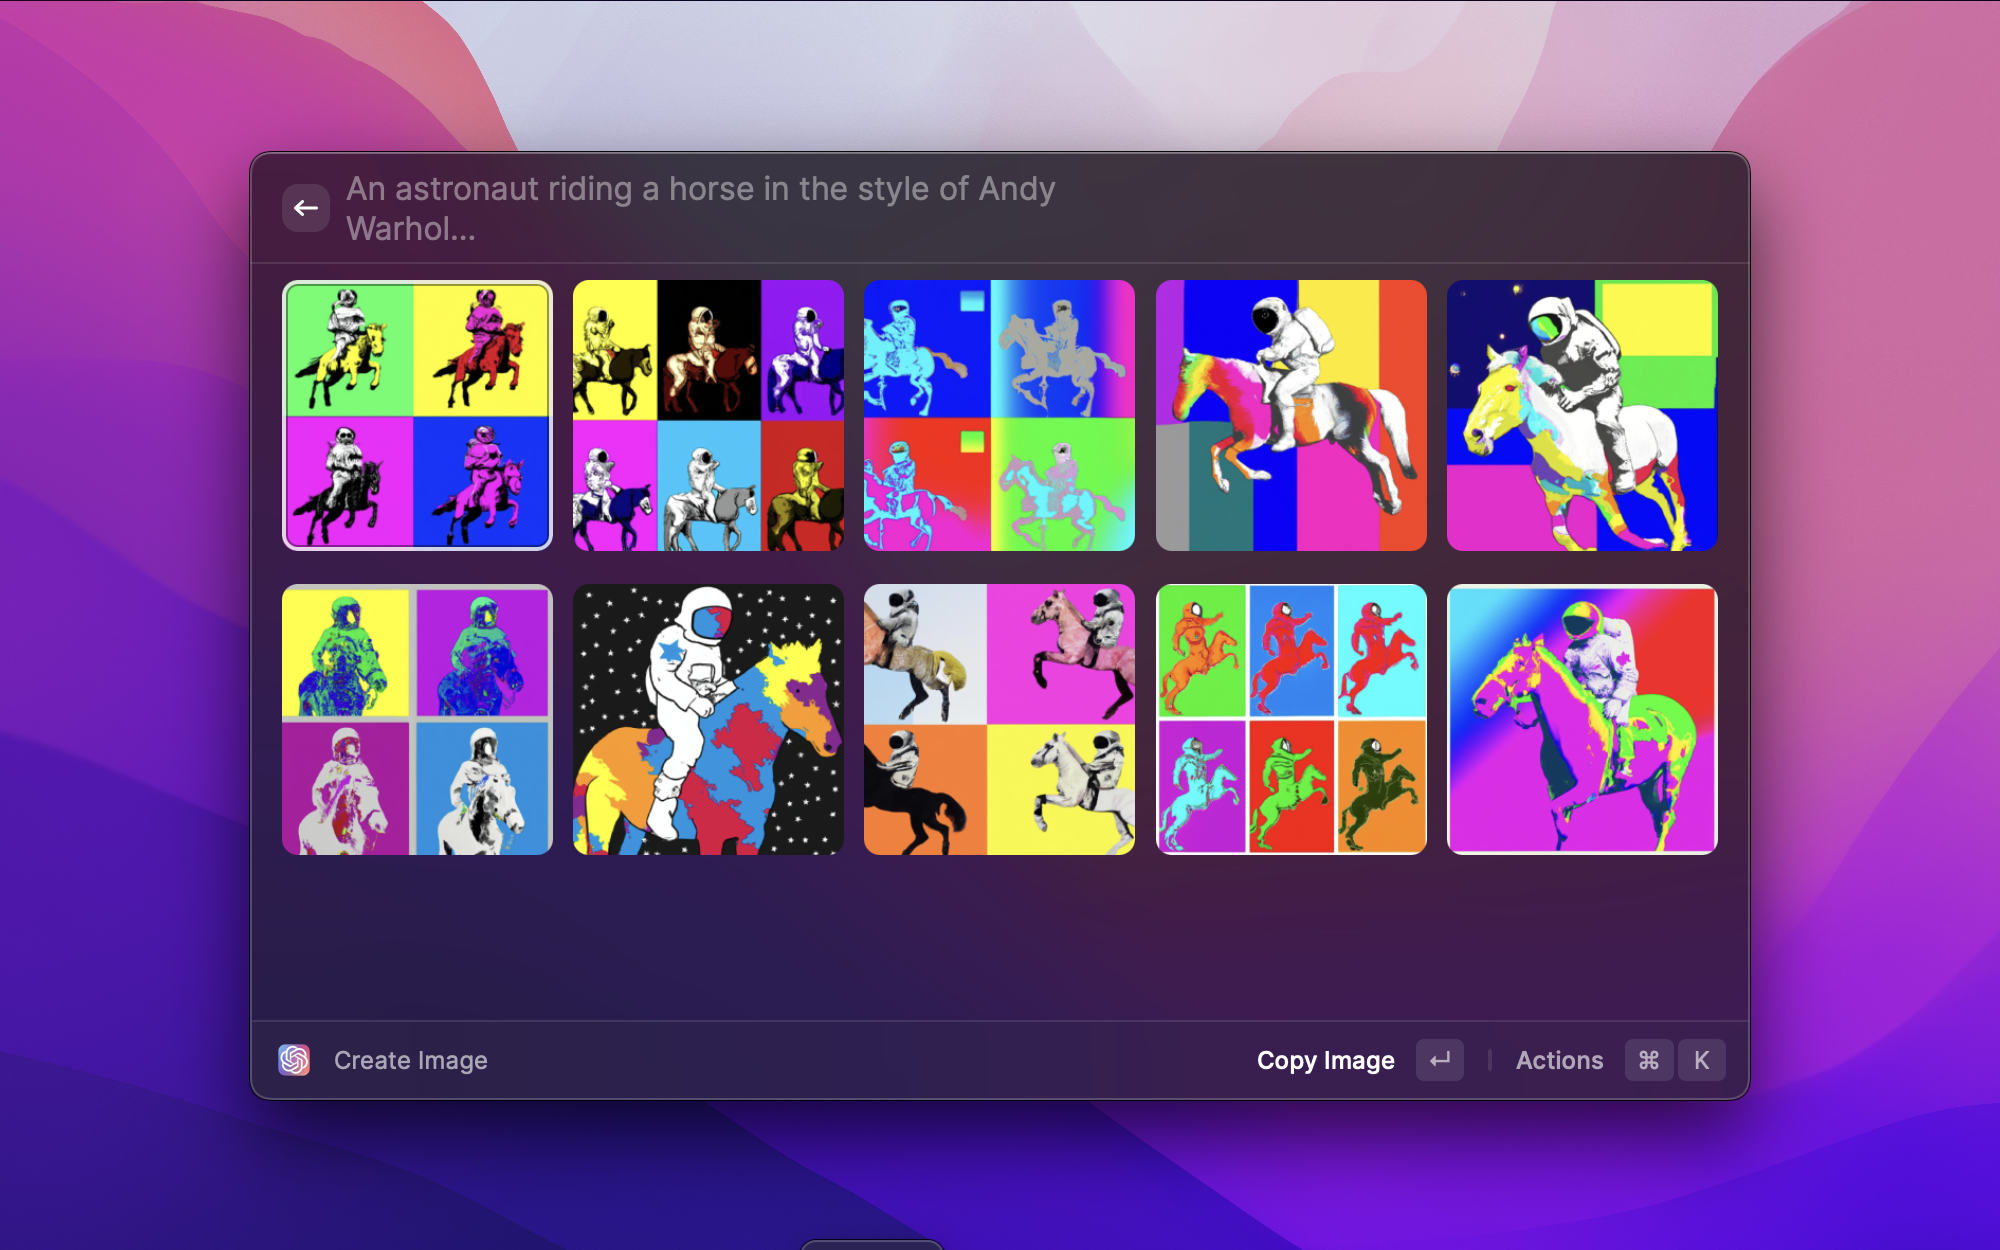 An astronaut riding a horse in the style of Andy
Warhol...
Create Image
Copy Image
Actions
⌘ K